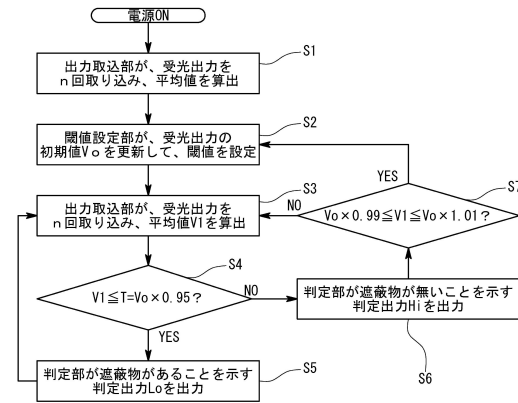 電源ON
S1
出力取込部が、受光出力を
n回取り込み、平均値を算出
S2
閾値設定部が、受光出力の
初期値Voを更新して、閾値を設定
S3
出力取込部が、受光出力を
n回取込み、平均値V1を算出
S4
V1≦T=Vo×0.95?
NO
YES
S5
判定部が遮蔽物があることを示す
判定出力Loを出力
S6
判定部が遮蔽物が無いことを示す
判定出力Hiを出力
S7
Vo×0.99≦V1≦Vo×1.01?
YES
NO